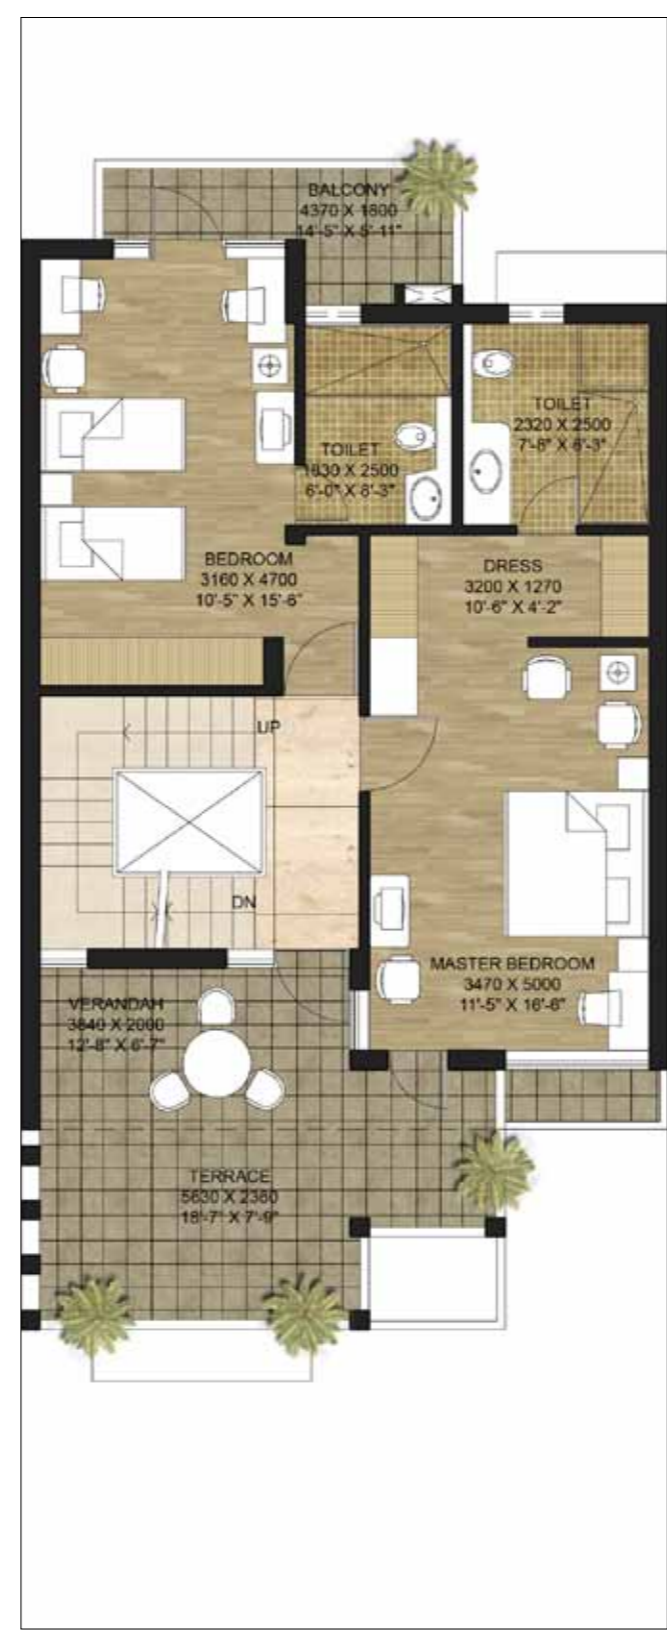 BALCONY
4370 X 1800
14'-5" X 5'-11"
TOILET
2320 X 2500
7'-8" X 8'-3"
TOILET
1830 X 2500
6'-0" X 8'-3"
BEDROOM
3160 X 4700
10'-5" X 15'-6"
DRESS
3200 X 1270
10'-6" X 4'-2"
UP
DN
MASTER BEDROOM
3470 X 5000
11'-5" X 16'-6"
VERANDAH
3840 X 2000
12'-8" X 6'-7"
TERRACE
5630 X 2360
18'-7" X 7'-9"